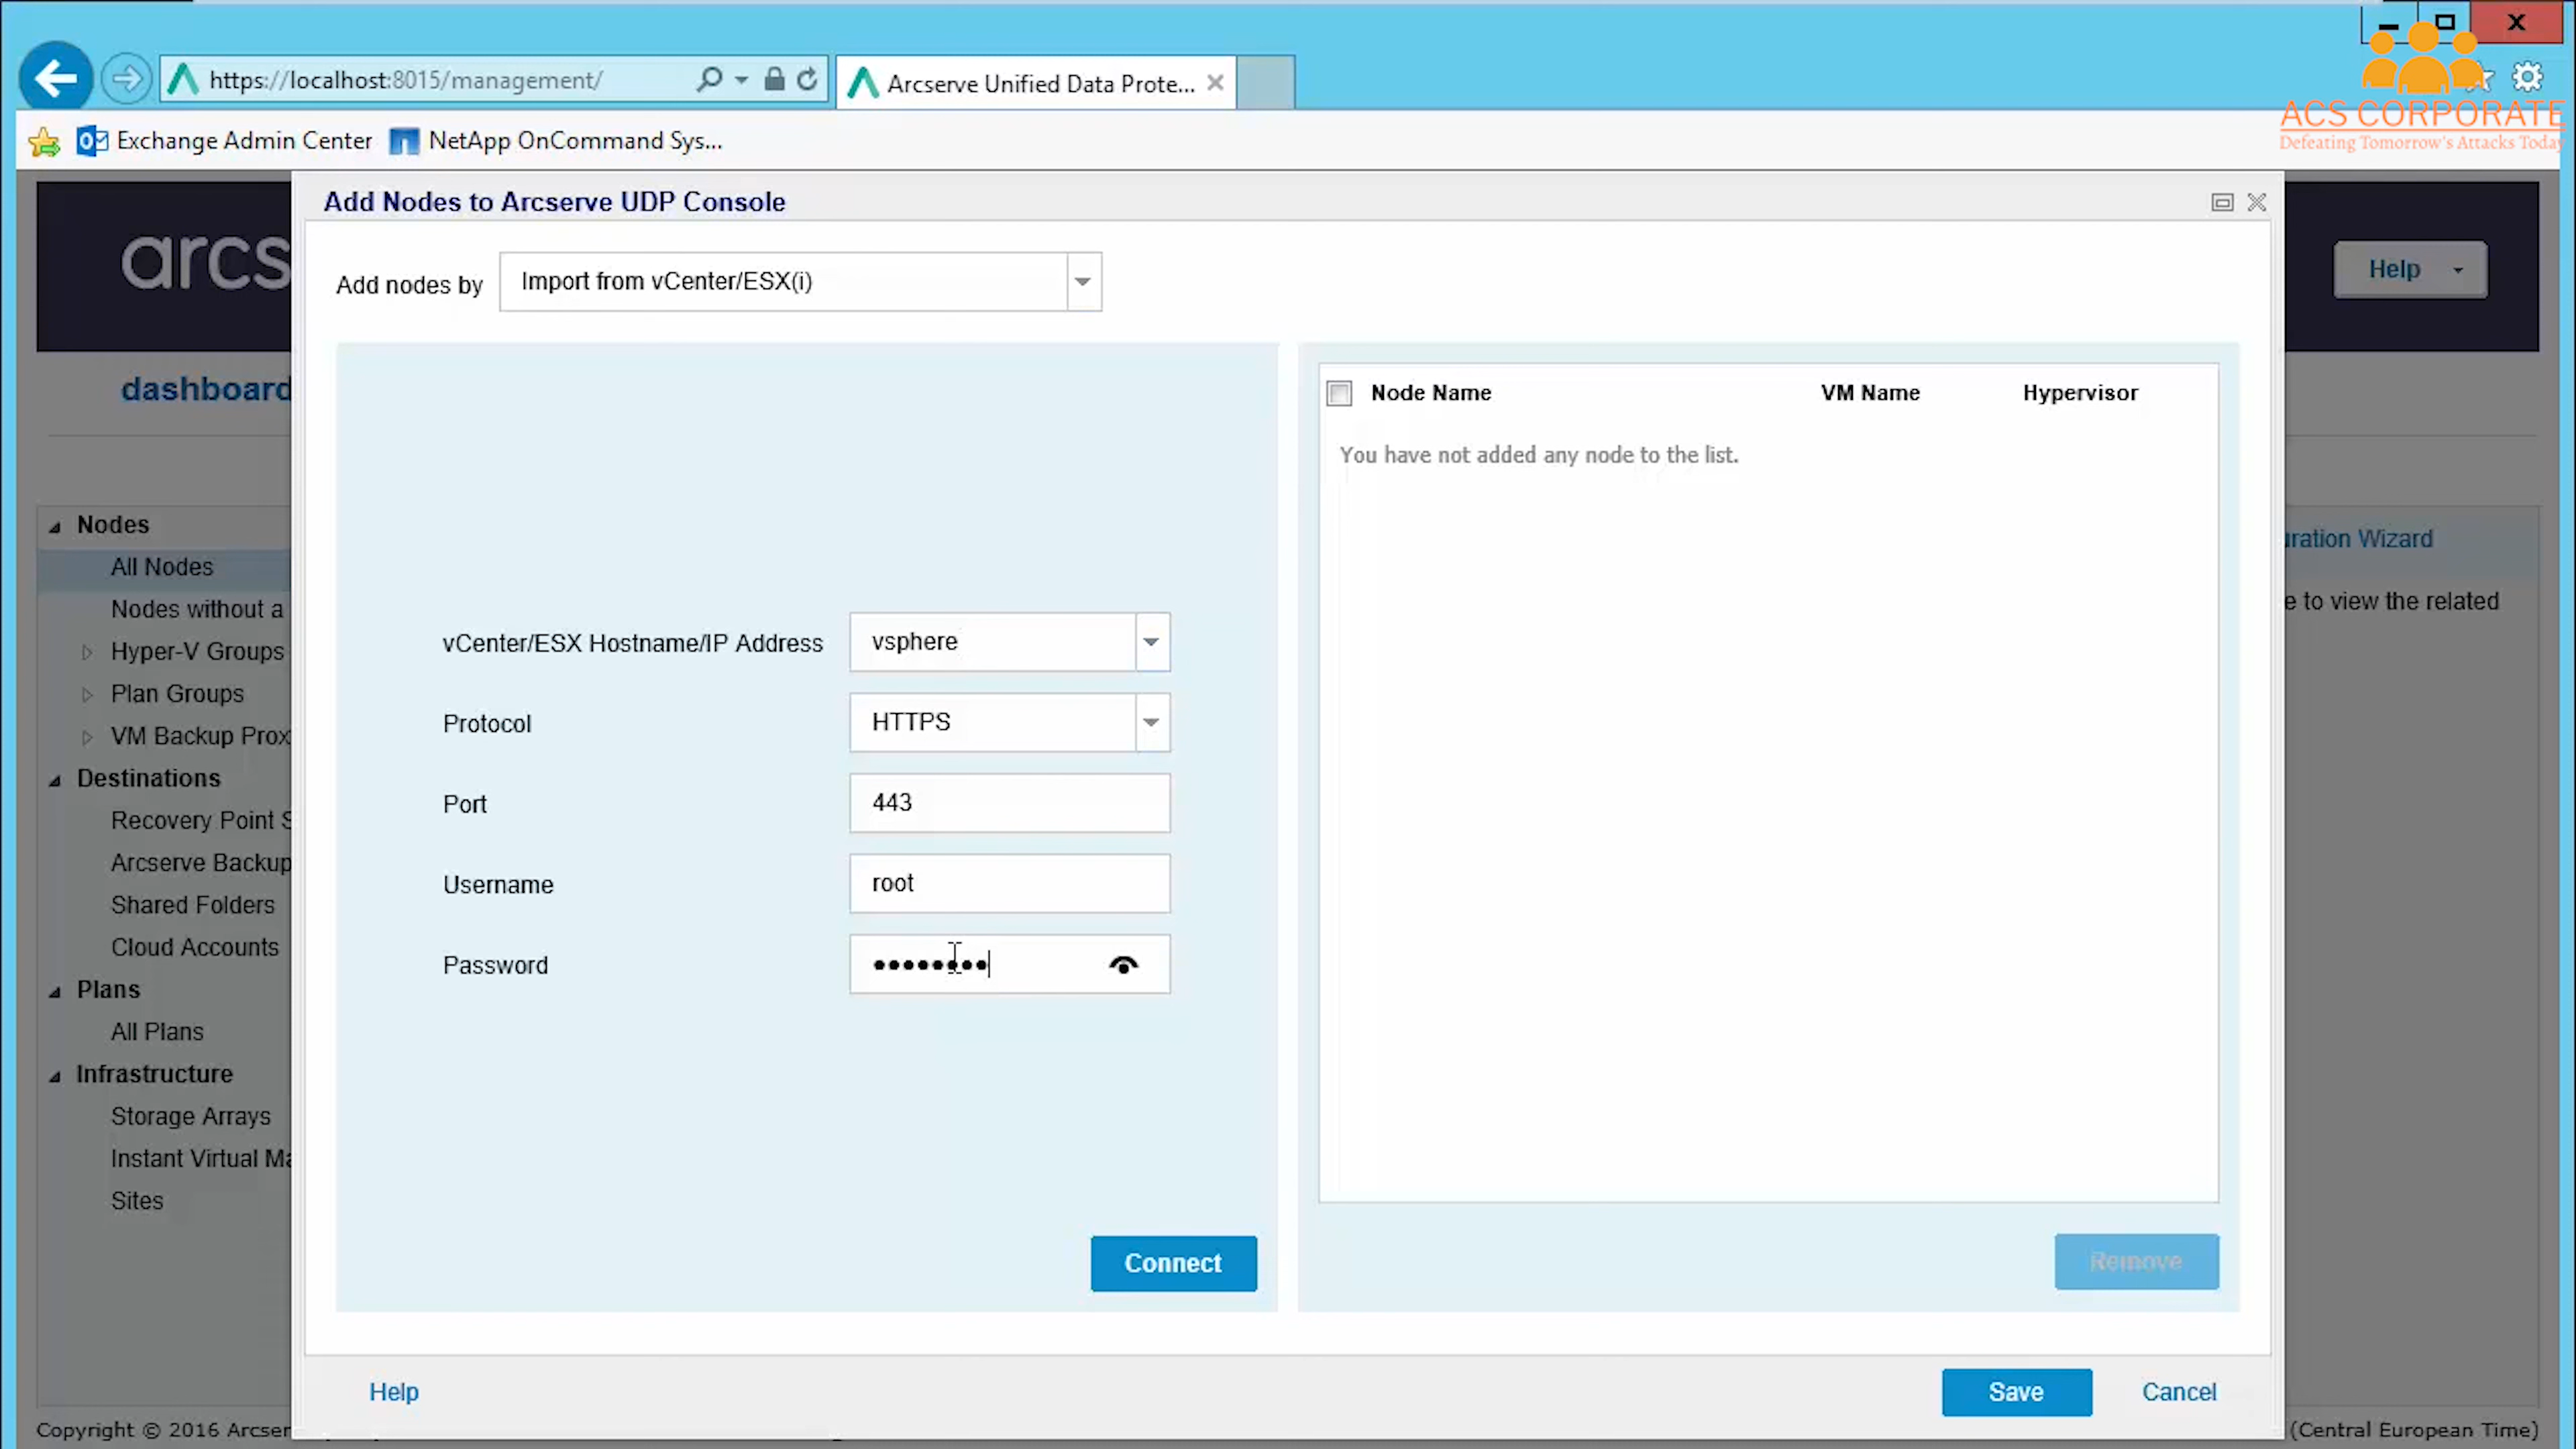 https://localhost:8015/management/
Arcserve Unified Data Prote...
ACS CORPORATE
Defeating Tomorrow's Attacks Today
Exchange Admin Center
NetApp OnCommand Sys...
Add Nodes to Arcserve UDP Console
arcs
Help
Add nodes by
Import from vCenter/ESX(i)
dashboard
Node Name
VM Name
Hypervisor
You have not added any node to the list.
Nodes
All Nodes
Nodes without a
Hyper-V Groups
Plan Groups
VM Backup Prox
Destinations
Recovery Point S
Arcserve Backup
Shared Folders
Cloud Accounts
Plans
All Plans
Infrastructure
Storage Arrays
Instant Virtual Ma
Sites
uration Wizard
e to view the related
vCenter/ESX Hostname/IP Address
vsphere
Protocol
HTTPS
Port
443
Username
root
Password
Connect
Remove
Help
Save
Cancel
Copyright © 2016 Arcser
(Central European Time)